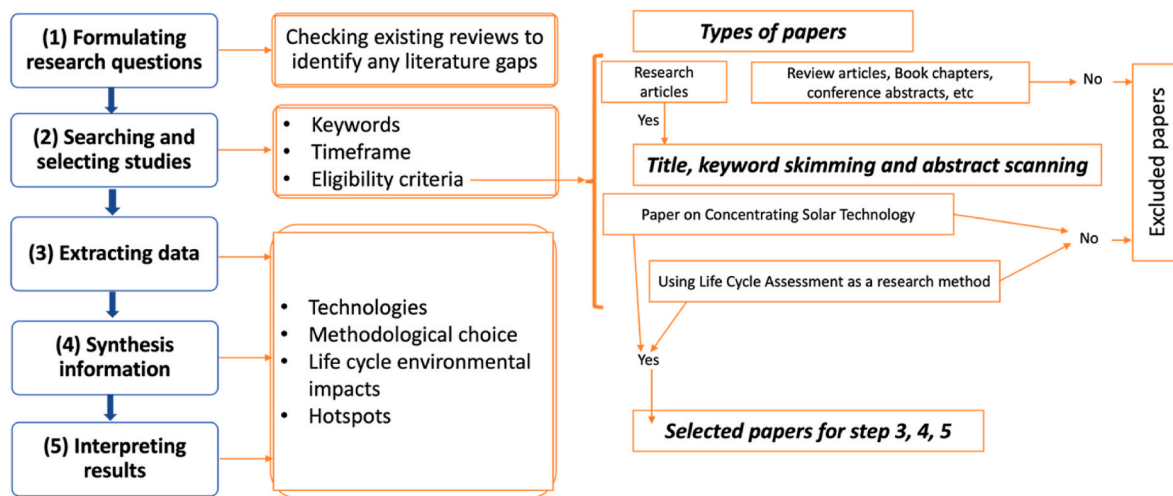 (1) Formulating
research questions
Checking existing reviews to
identify any literature gaps
(2) Searching and
selecting studies
• Keywords
• Timeframe
• Eligibility criteria
(3) Extracting data
(4) Synthesis
information
(5) Interpreting
results
• Technologies
• Methodological choice
• Life cycle environmental
impacts
• Hotspots
Types of papers
Research
articles
Review articles, Book chapters,
conference abstracts, etc
No
Yes
Title, keyword skimming and abstract scanning
Paper on Concentrating Solar Technology
No
Using Life Cycle Assessment as a research method
Yes
Selected papers for step 3, 4, 5
Excluded papers